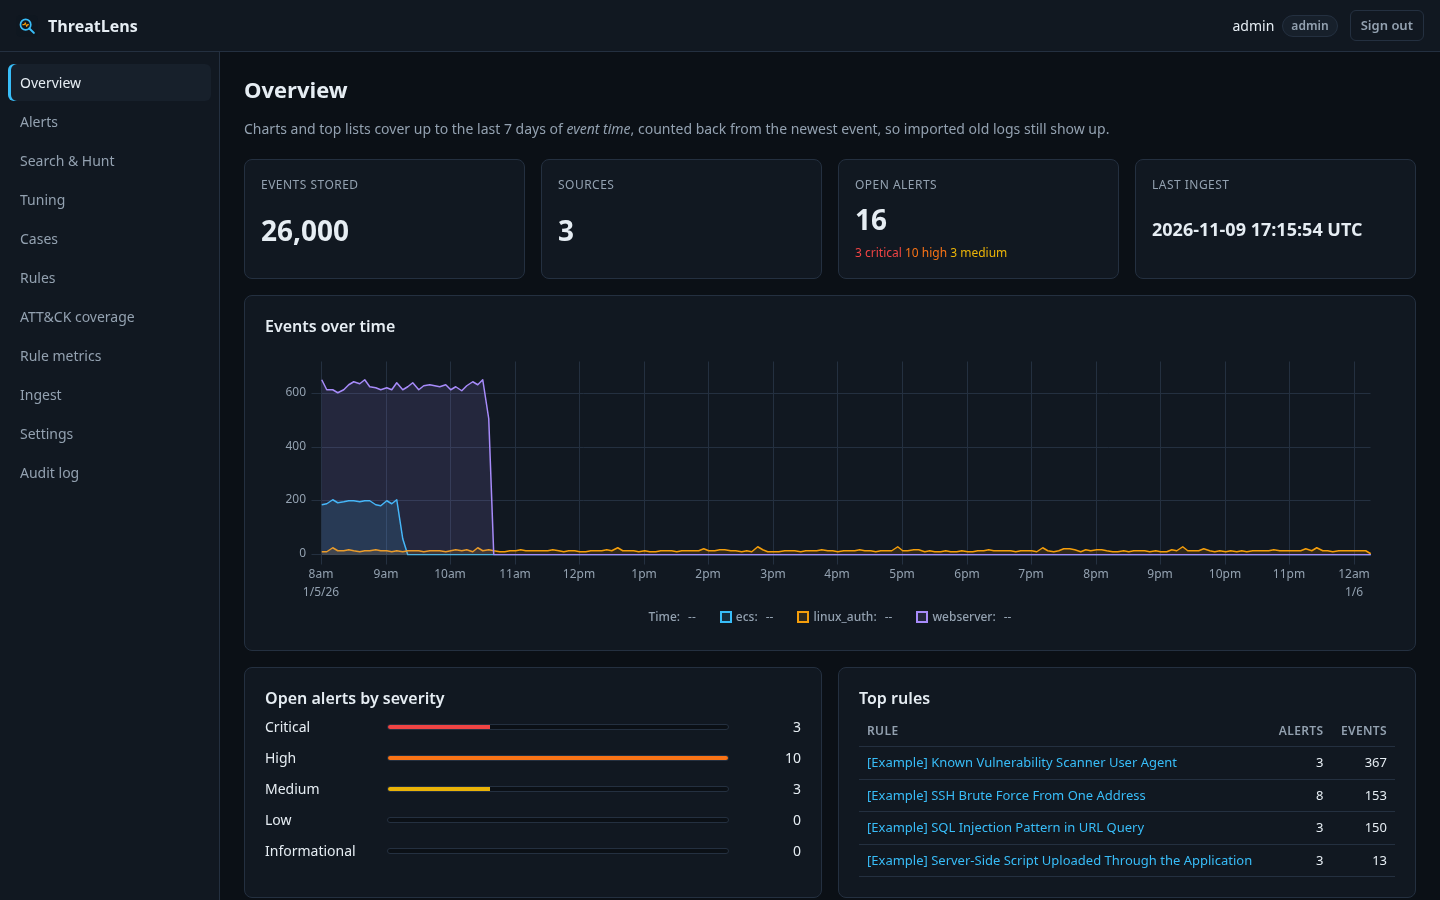 ThreatLens
admin admin Sign out
Overview
Alerts
Search & Hunt
Tuning
Cases
Rules
ATT&CK coverage
Rule metrics
Ingest
Settings
Audit log
Overview
Charts and top lists cover up to the last 7 days of event time, counted back from the newest event, so imported old logs still show up.
EVENTS STORED
26,000
SOURCES
3
OPEN ALERTS
16
3 critical 10 high 3 medium
LAST INGEST
2026-11-09 17:15:54 UTC
Events over time
600
400
200
0
8am 9am 10am 11am 12pm 1pm 2pm 3pm 4pm 5pm 6pm 7pm 8pm 9pm 10pm 11pm 12am
1/5/26 1/6
Time: -- ecs: -- linux_auth: -- webserver: --
Open alerts by severity
Critical 3
High 10
Medium 3
Low 0
Informational 0
Top rules
RULE ALERTS EVENTS
[Example] Known Vulnerability Scanner User Agent 3 367
[Example] SSH Brute Force From One Address 8 153
[Example] SQL Injection Pattern in URL Query 3 150
[Example] Server-Side Script Uploaded Through the Application 3 13